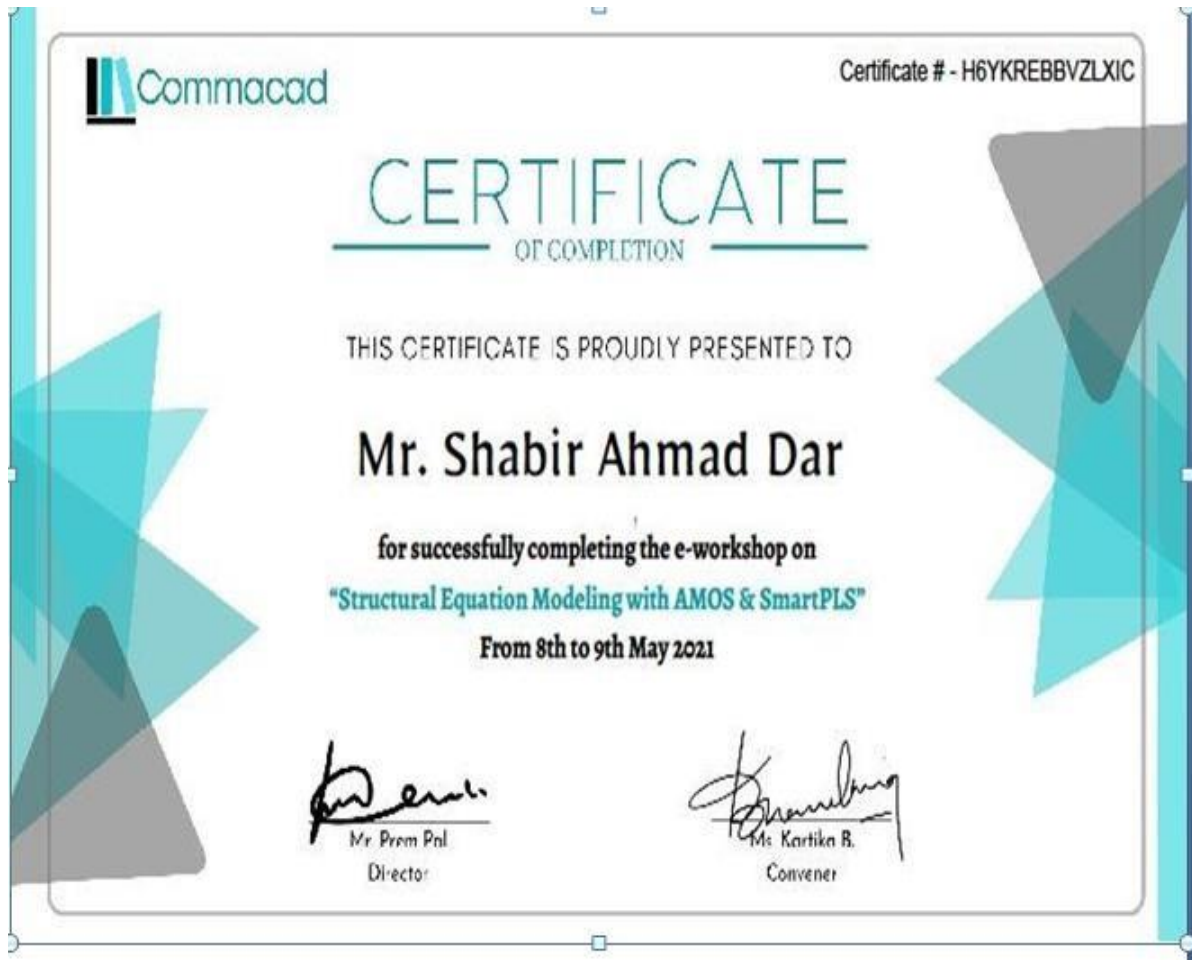 Commacad
Certificate # - H6YKREBBVZLXIC
CERTIFICATE
OF COMPLETION
THIS CERTIFICATE IS PROUDLY PRESENTED TO
Mr. Shabir Ahmad Dar
for successfully completing the e-workshop on
"Structural Equation Modeling with AMOS & SmartPLS"
From 8th to 9th May 2021
Mr. Prem Pal
Ms. Kartika B.
Director
Convener